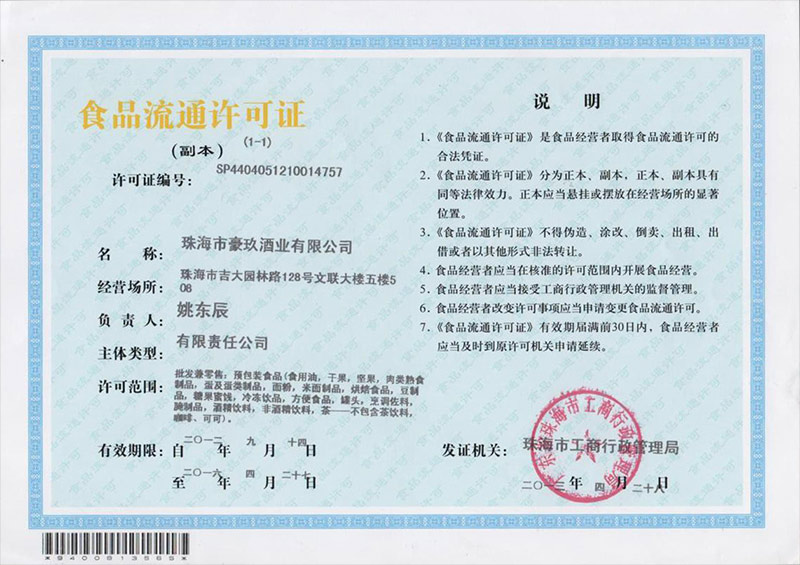 食品流通许可证
(副本) (1-1)
许可证编号: SP4404051210014757
名 称: 珠海市豪玖酒业有限公司
经营场所: 珠海市吉大园林路128号文联大楼五楼5
08
负 责 人: 姚东辰
主体类型: 有限责任公司
许可范围: 批发兼零售: 预包装食品(食用油, 干果, 坚果, 肉类熟食
制品, 蛋及蛋类制品, 面粉, 米面制品, 烘焙食品, 豆制
品, 糖果蜜饯, 冷冻饮品, 方便食品, 罐头, 烹调佐料,
腌制品, 酒精饮料, 非酒精饮料, 茶——不包含茶饮料,
咖啡、可可).
有效期限: 自 二〇一二 年 九 月 十四 日
至 二〇一六 年 四 月 二十七 日
说 明
1. 《食品流通许可证》是食品经营者取得食品流通许可的
合法凭证。
2. 《食品流通许可证》分为正本、副本，正本、副本具有
同等法律效力。正本应当悬挂或摆放在经营场所的显著
位置。
3. 《食品流通许可证》不得伪造、涂改、倒卖、出租、出
借或者以其他形式非法转让。
4. 食品经营者应当在核准的许可范围内开展食品经营。
5. 食品经营者应当接受工商行政管理机关的监督管理。
6. 食品经营者改变许可事项应当申请变更食品流通许可。
7. 《食品流通许可证》有效期届满前30日内，食品经营者
应当及时到原许可机关申请延续。
发证机关: 珠海市工商行政管理局
二〇一三 年 四 月 二十八 日
广东省珠海市工商行政管理局
*9400813565*